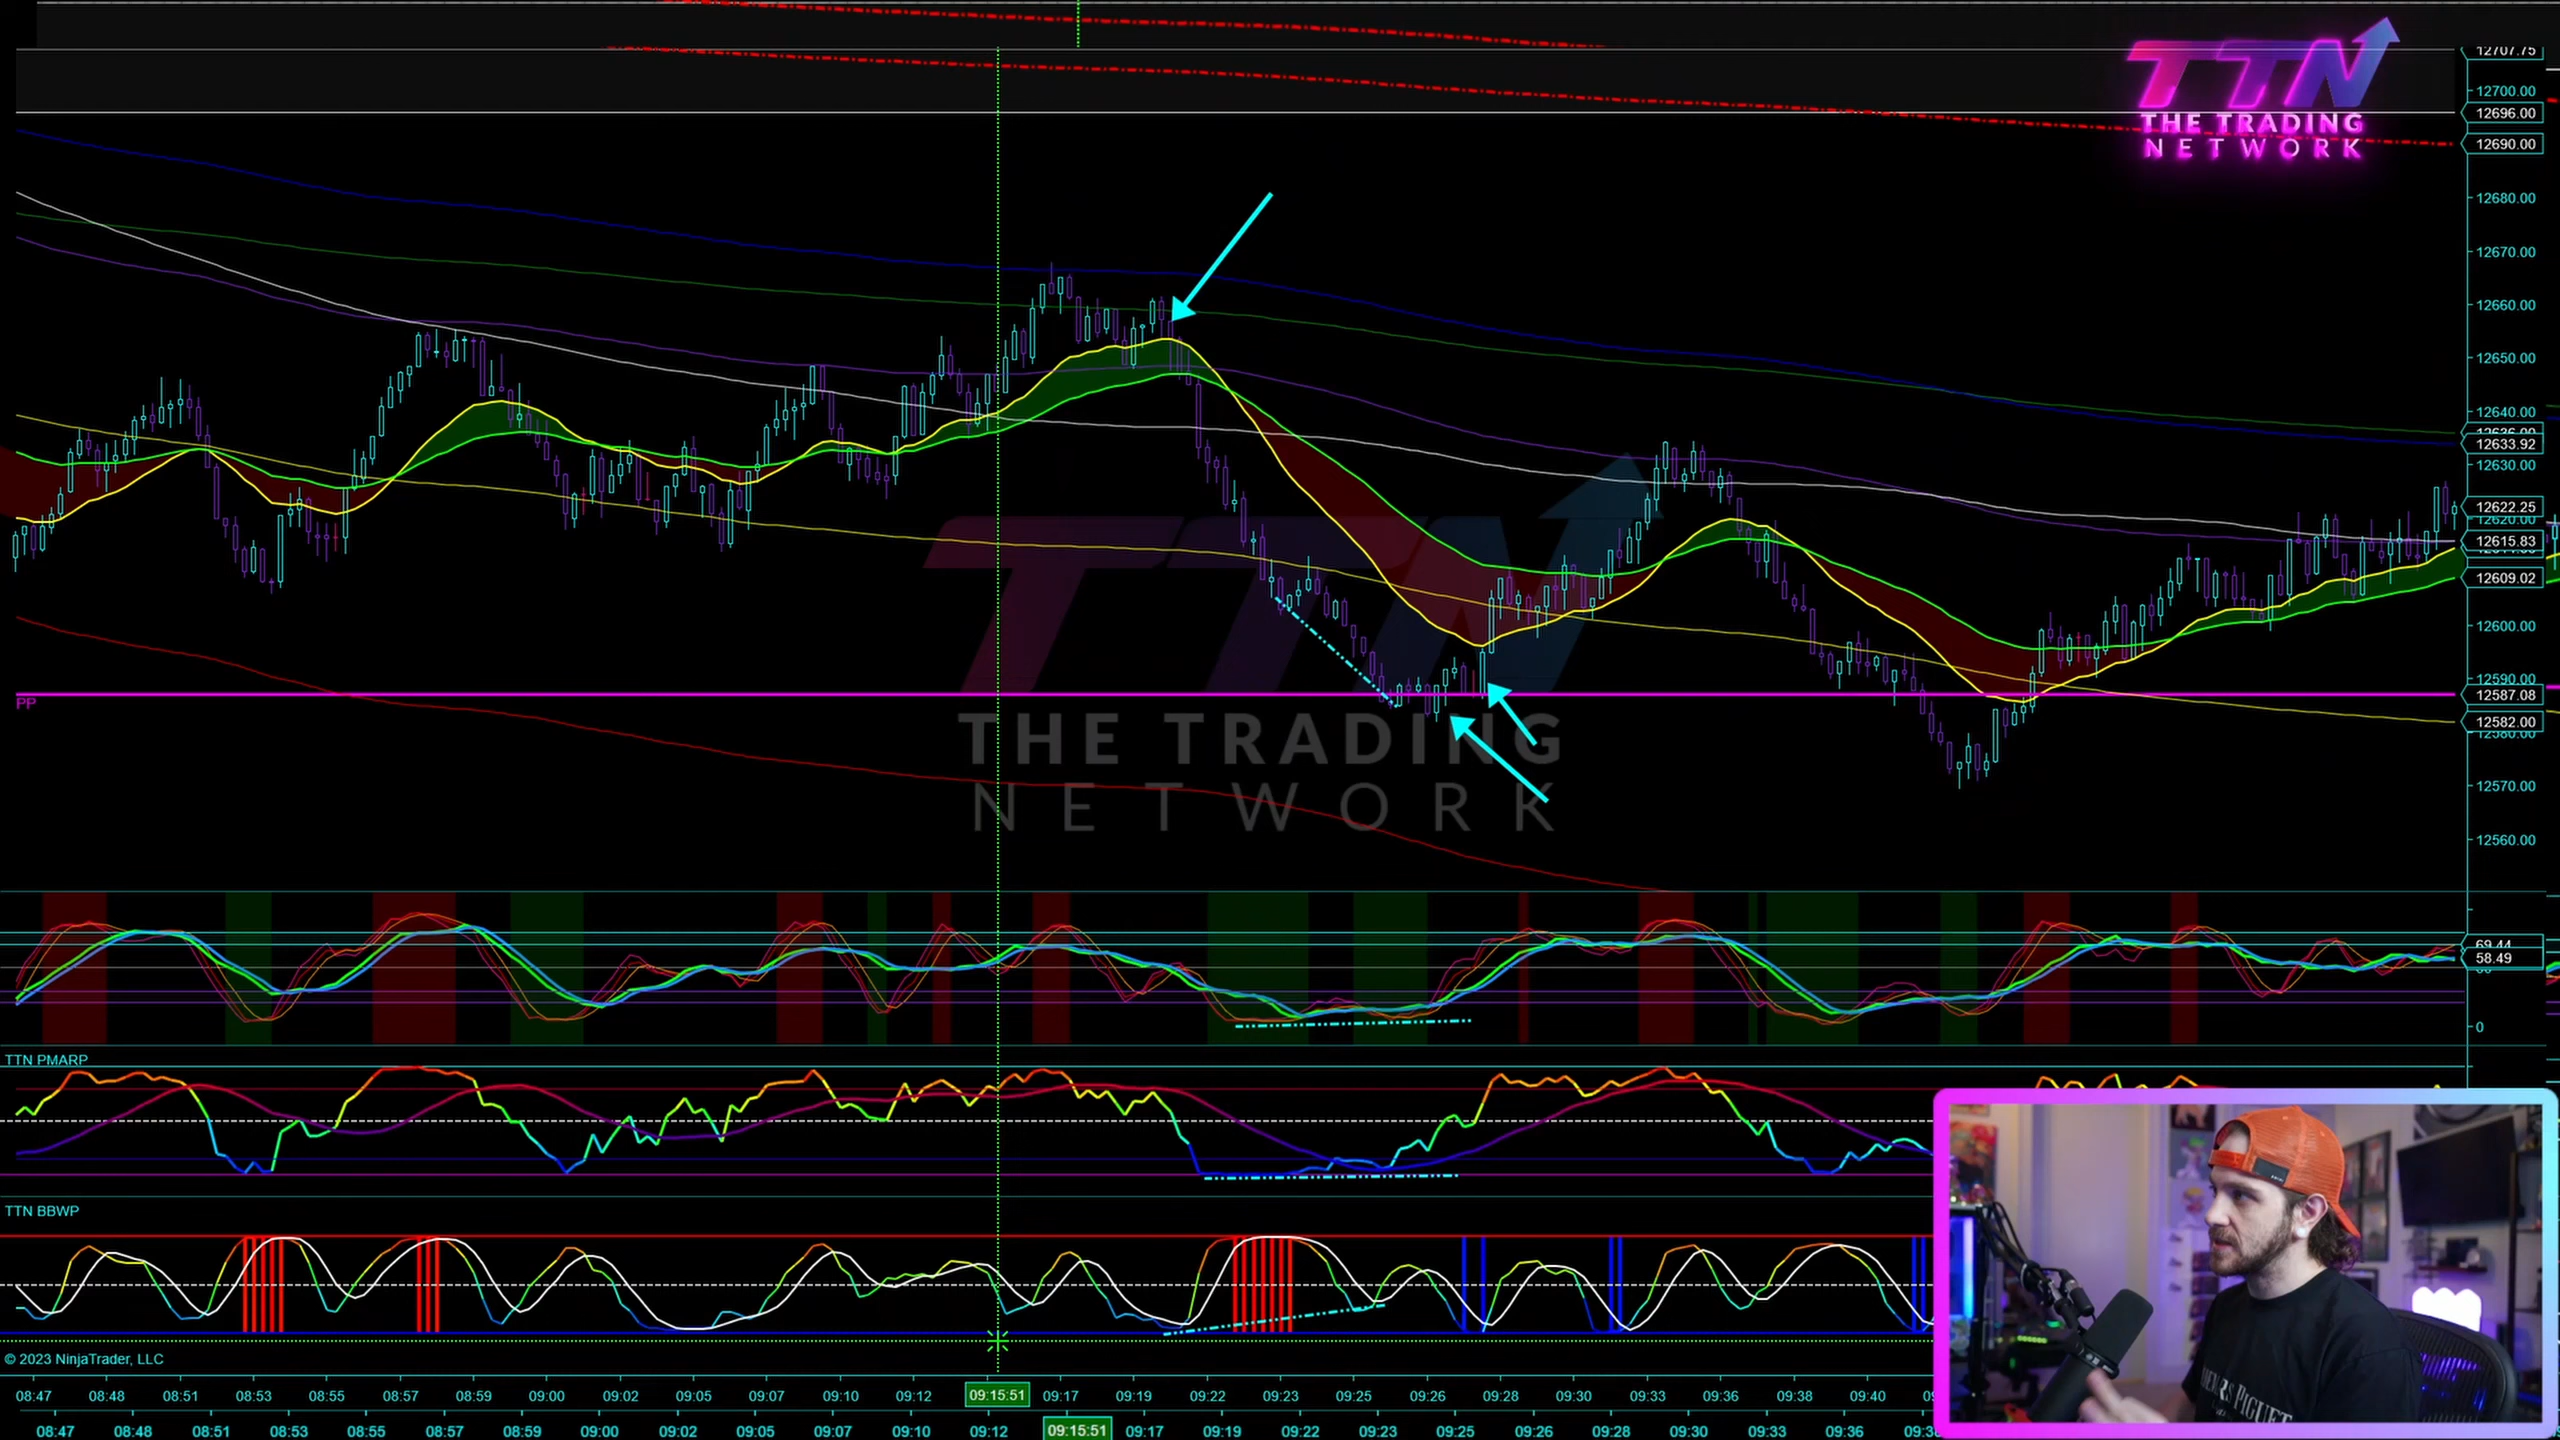 12707.75
TTN
12700.00
12696.00
THE TRADING
NETWORK
12690.00
12680.00
12670.00
12660.00
12650.00
12640.00
12633.92
12630.00
12622.25
12620.00
12615.83
12609.02
12600.00
12590.00
PP
12587.08
12582.00
12580.00
TTN
THE TRADING
NETWORK
12570.00
12560.00
69.44
58.49
0
TTN PMARP
TTN BBWP
© 2023 NinjaTrader, LLC
08:47 08:48 08:51 08:53 08:55 08:57 08:59 09:00 09:02 09:05 09:07 09:10 09:12 09:15:51 09:17 09:19 09:22 09:23 09:25 09:26 09:28 09:30 09:33 09:36 09:38 09:40
08:47 08:48 08:51 08:53 08:55 08:57 08:59 09:00 09:02 09:05 09:07 09:10 09:12 09:15:51 09:17 09:19 09:22 09:23 09:25 09:26 09:28 09:30 09:33 09:36